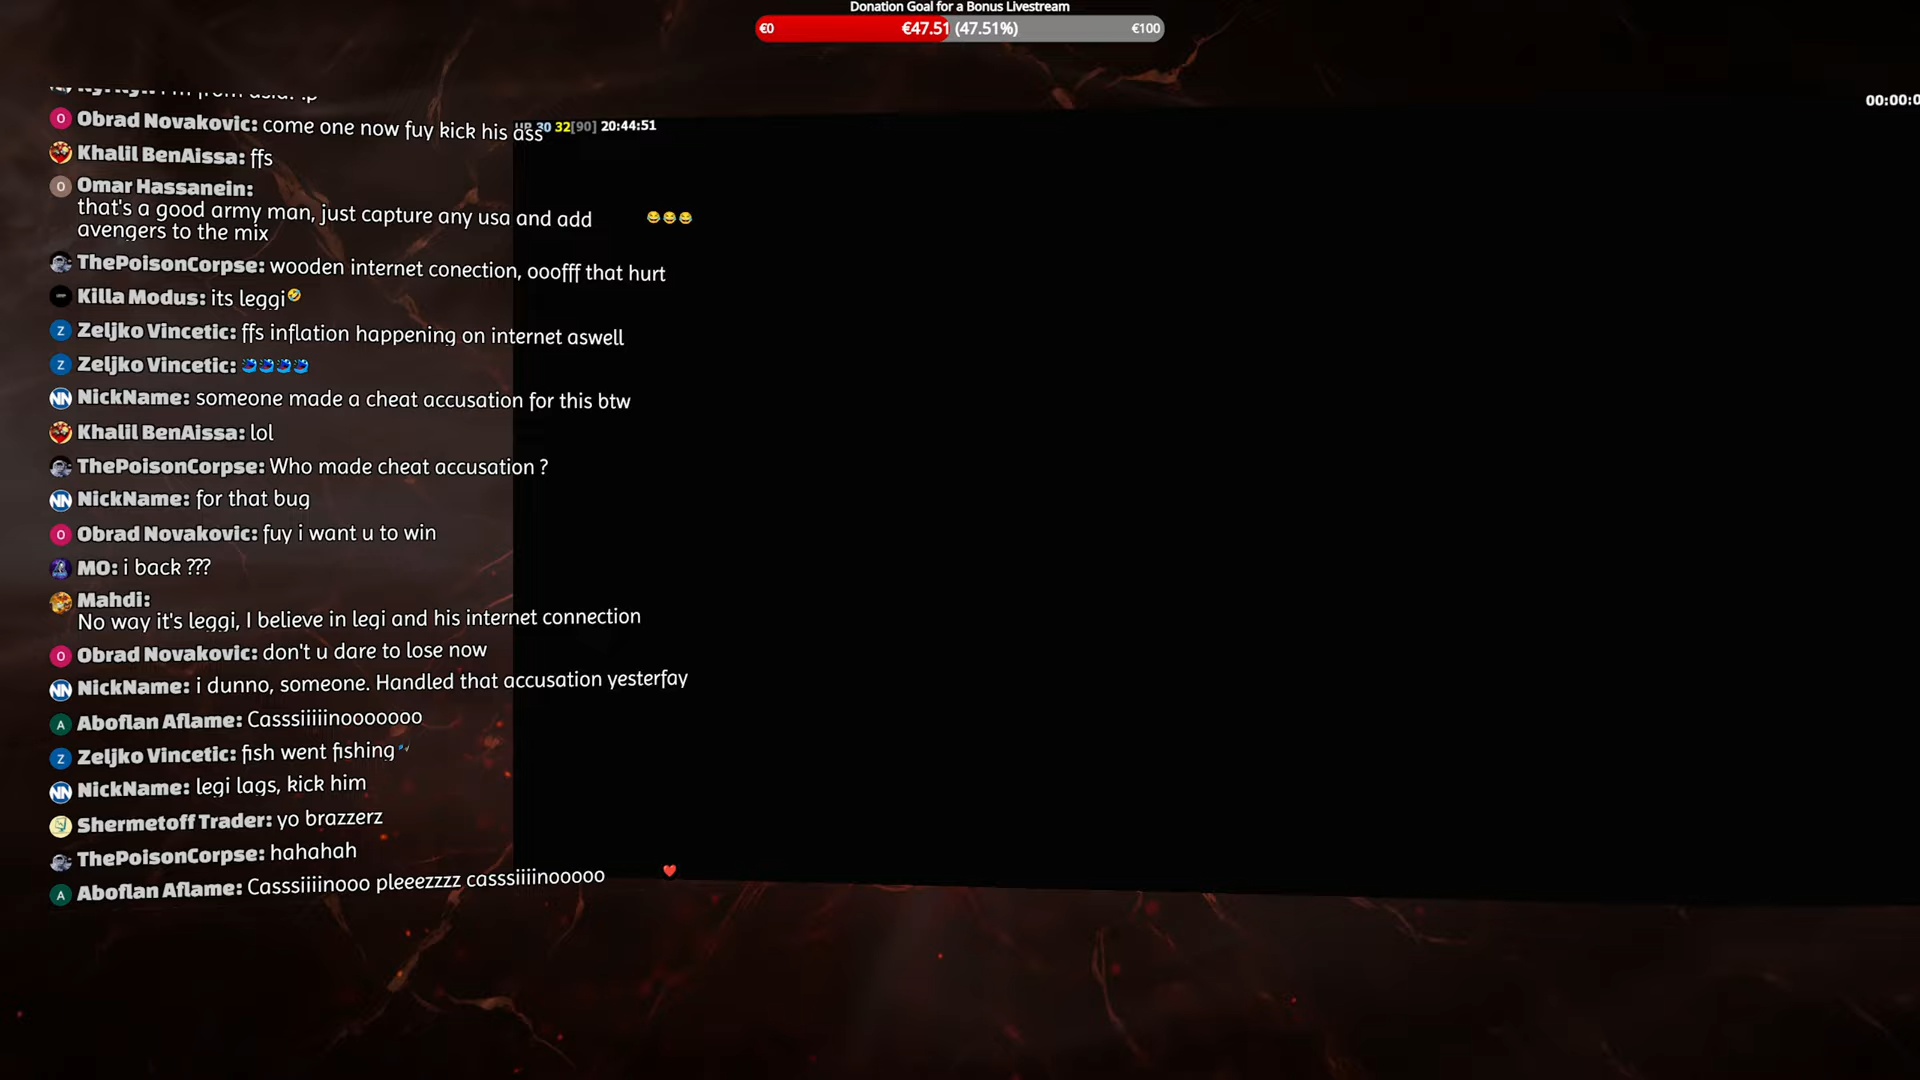 Donation Goal for a Bonus Livestream
€0 €47.51 (47.51%) €100
00:00:0
30 32[90] 20:44:51
Obrad Novakovic: come one now fuy kick his ass
Khalil BenAissa: ffs
Omar Hassanein:
that's a good army man, just capture any usa and add 😂😂😂
avengers to the mix
ThePoisonCorpse: wooden internet conection, ooofff that hurt
Killa Modus: its leggi🤣
Zeljko Vincetic: ffs inflation happening on internet aswell
Zeljko Vincetic:
NickName: someone made a cheat accusation for this btw
Khalil BenAissa: lol
ThePoisonCorpse: Who made cheat accusation ?
NickName: for that bug
Obrad Novakovic: fuy i want u to win
MO: i back ???
Mahdi:
No way it's leggi, I believe in legi and his internet connection
Obrad Novakovic: don't u dare to lose now
NickName: i dunno, someone. Handled that accusation yesterfay
Aboflan Aflame: Casssiiiiinooooooo
Zeljko Vincetic: fish went fishing
NickName: legi lags, kick him
Shermetoff Trader: yo brazzerz
ThePoisonCorpse: hahahah
Aboflan Aflame: Casssiiiinooo pleeezzzz casssiiiinooooo ❤️